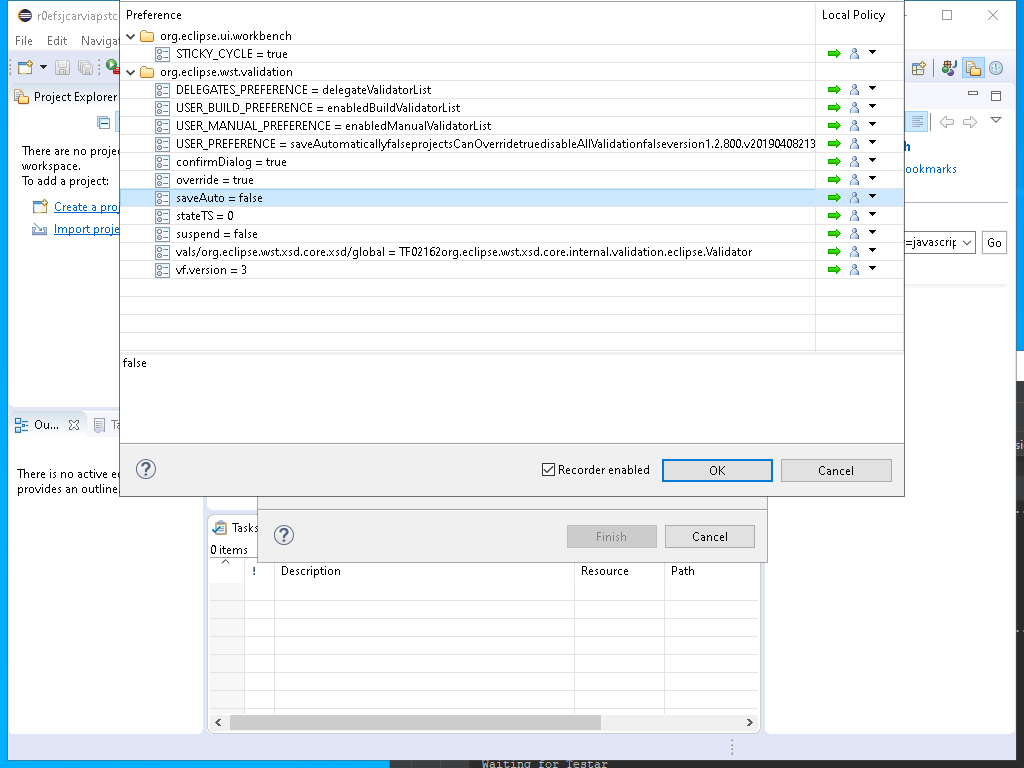 r0efsjcarviapstc
File Edit Naviga
Project Explorer
There are no proje
workspace.
To add a project:
Create a pro
Import proje
Preference
Local Policy
org.eclipse.ui.workbench
STICKY_CYCLE = true
org.eclipse.wst.validation
DELEGATES_PREFERENCE = delegateValidatorList
USER_BUILD_PREFERENCE = enabledBuildValidatorList
USER_MANUAL_PREFERENCE = enabledManualValidatorList
USER_PREFERENCE = saveAutomaticallyfalseprojectsCanOverridetruedisableAllValidationfalseversion1.2.800.v20190408213
confirmDialog = true
override = true
saveAuto = false
stateTS = 0
suspend = false
vals/org.eclipse.wst.xsd.core.xsd/global = TF02162org.eclipse.wst.xsd.core.internal.validation.eclipse.Validator
vf.version = 3
false
Recorder enabled
OK
Cancel
h
ookmarks
=javascrip
Go
Ou...
Ta
There is no active ed
provides an outline.
Finish
Cancel
Tasks
0 items
! Description Resource Path
Waiting for Testar